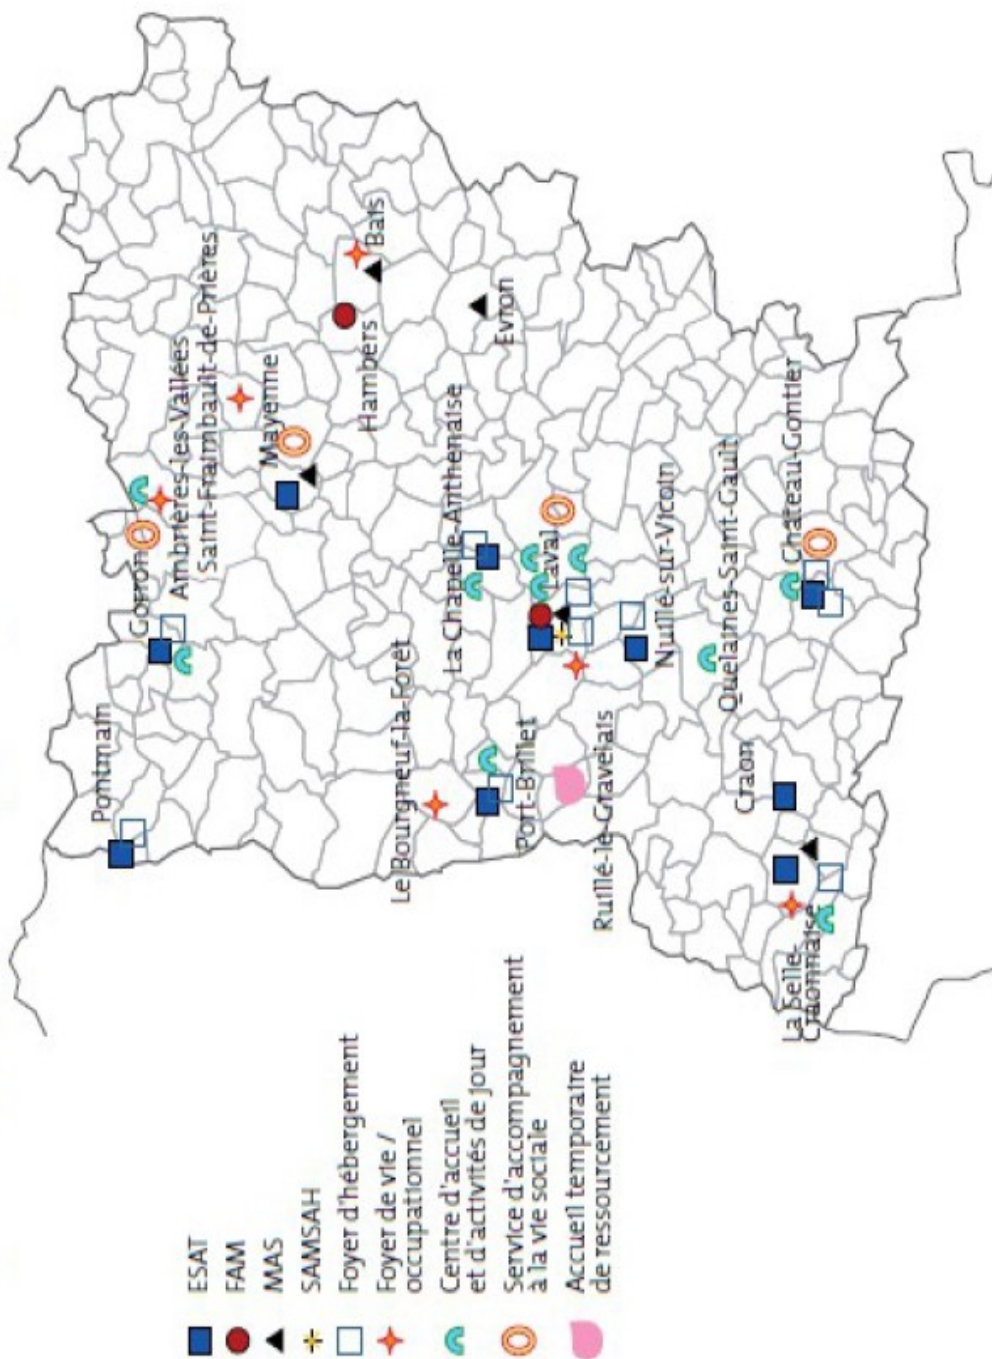 Pontmain
Gorron
Ambrières-les-Vallées
Saint-Fraimbault-de-Prières
Mayenne
Hambers
Bais
Le Bourgneuf-la-Forêt
La Chapelle-Anthenaise
Evron
Port-Brillet
Laval
Ruillé-le-Gravelais
Nuillé-sur-Vicoin
Quelaines-Saint-Gault
Craon
Château-Gontier
La Selle-
Craonnaise
ESAT
FAM
MAS
SAMSAH
Foyer d'hébergement
Foyer de vie /
occupationnel
Centre d'accueil
et d'activités de jour
Service d'accompagnement
à la vie sociale
Accueil temporaire
de ressourcement